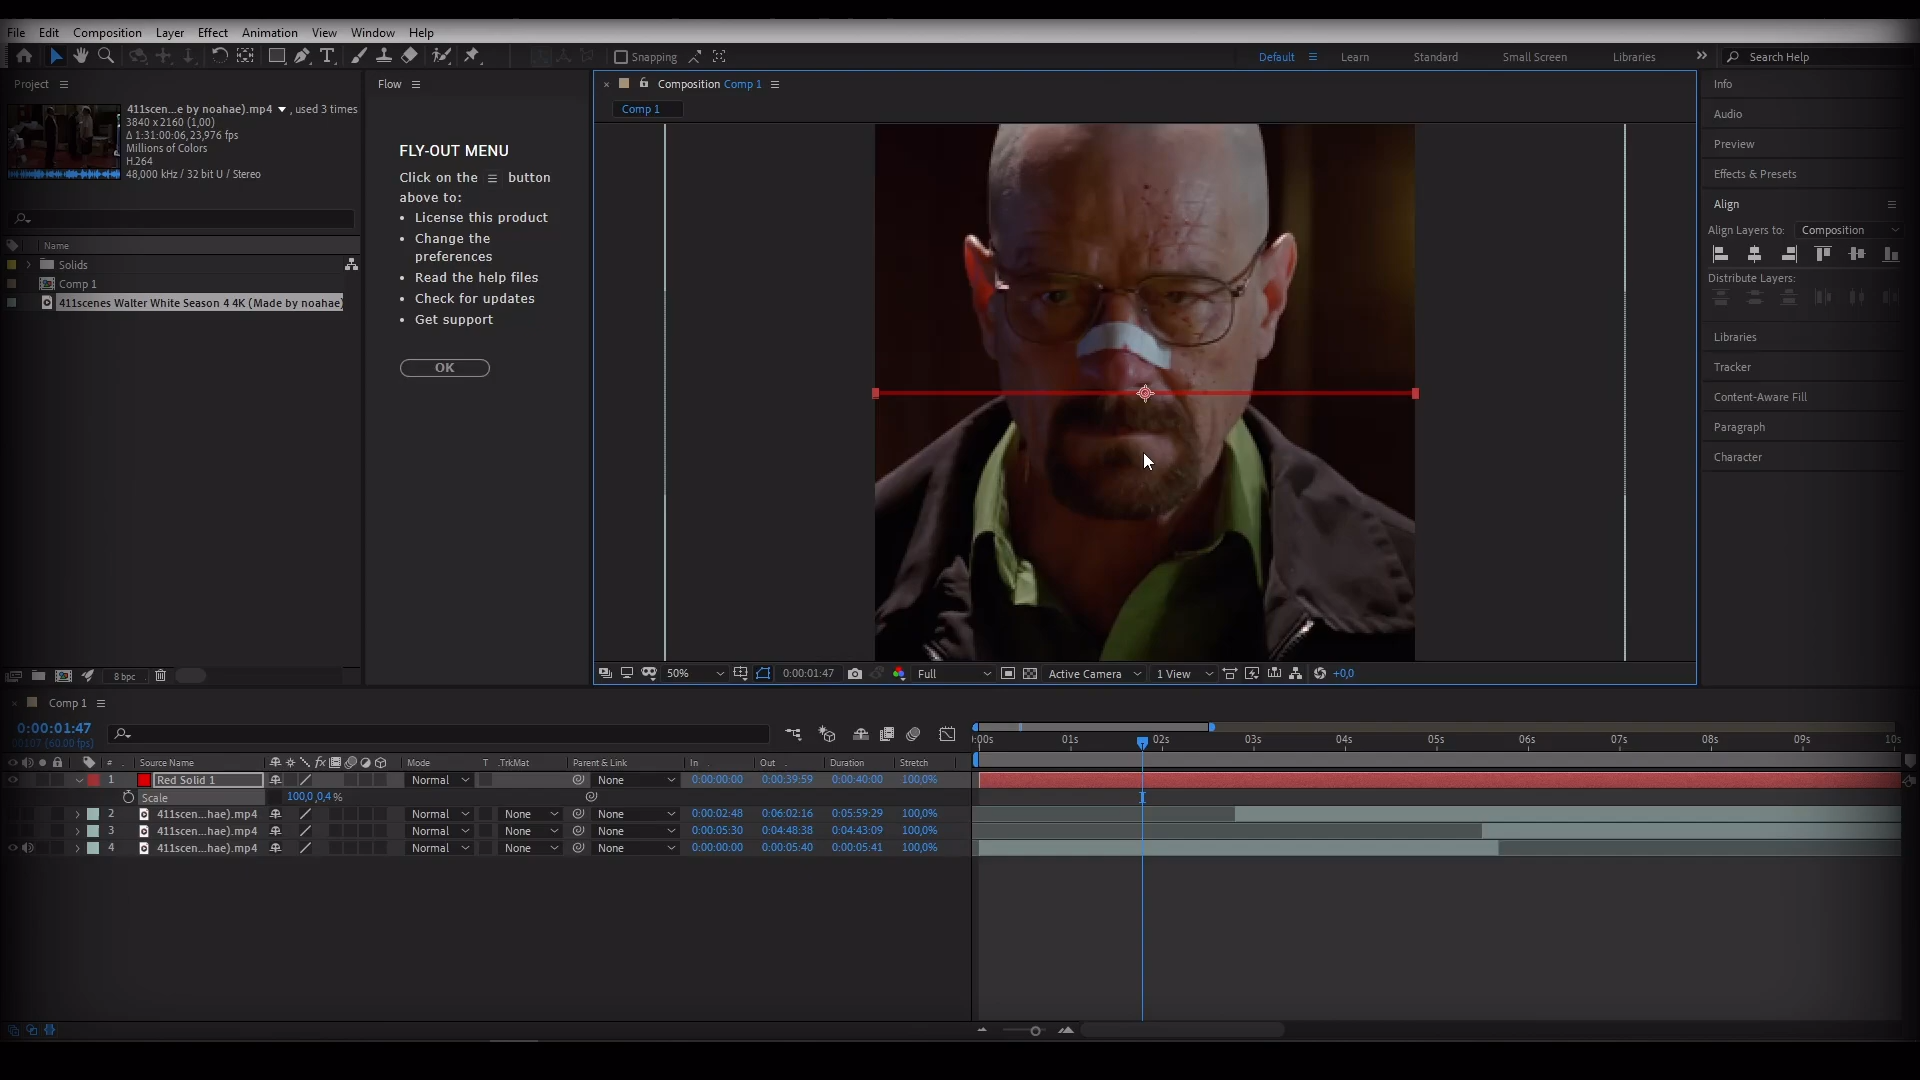 File Edit Composition Layer Effect Animation View Window Help
Snapping
Default Learn Standard Small Screen Libraries Search Help
Project
411scen...e by noahae).mp4 , used 3 times
3840 x 2160 (1,00)
Δ 1:31:00:06, 23,976 fps
Millions of Colors
H.264
48,000 kHz / 32 bit U / Stereo
Name
Solids
Comp 1
411scenes Walter White Season 4 4K (Made by noahae)
8 bpc
Flow
FLY-OUT MENU
Click on the ☰ button
above to:
• License this product
• Change the
preferences
• Read the help files
• Check for updates
• Get support
OK
Composition Comp 1
Comp 1
50% 0:00:01:47 Full Active Camera 1 View +0,0
Info
Audio
Preview
Effects & Presets
Align
Align Layers to: Composition
Distribute Layers:
Libraries
Tracker
Content-Aware Fill
Paragraph
Character
Comp 1
0:00:01:47
00107 (60.00 fps)
# Source Name Mode T .TrkMat Parent & Link In Out Duration Stretch
:00s 01s 02s 03s 04s 05s 06s 07s 08s 09s 10s
1 Red Solid 1 Normal None 0:00:00:00 0:00:39:59 0:00:40:00 100,0%
Scale 100,0,0,4%
2 411scen...hae).mp4 Normal None None 0:00:02:48 0:06:02:16 0:05:59:29 100,0%
3 411scen...hae).mp4 Normal None None 0:00:05:30 0:04:48:38 0:04:43:09 100,0%
4 411scen...hae).mp4 Normal None None 0:00:00:00 0:00:05:40 0:00:05:41 100,0%